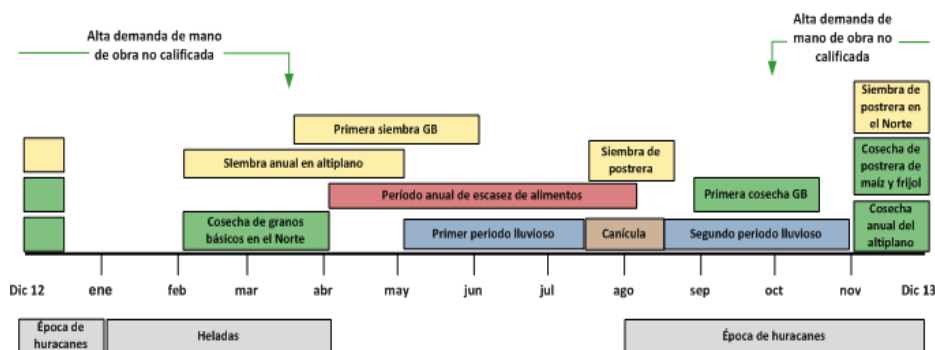 Alta demanda de mano
de obra no calificada
Alta demanda de
mano de obra no
calificada
Siembra de
postrera en
el Norte
Primera siembra GB
SIembra anual en altiplano
Siembra de
postrera
Cosecha de
postrera de
maíz y frijol
Período anual de escasez de alimentos
Primera cosecha GB
Cosecha de granos
básicos en el Norte
Primer periodo lluvioso
Canícula
Segundo periodo lluvioso
Cosecha
anual del
altiplano
Dic 12 ene feb mar abr may jun jul ago sep oct nov Dic 13
Época de
huracanes
Heladas
Época de huracanes